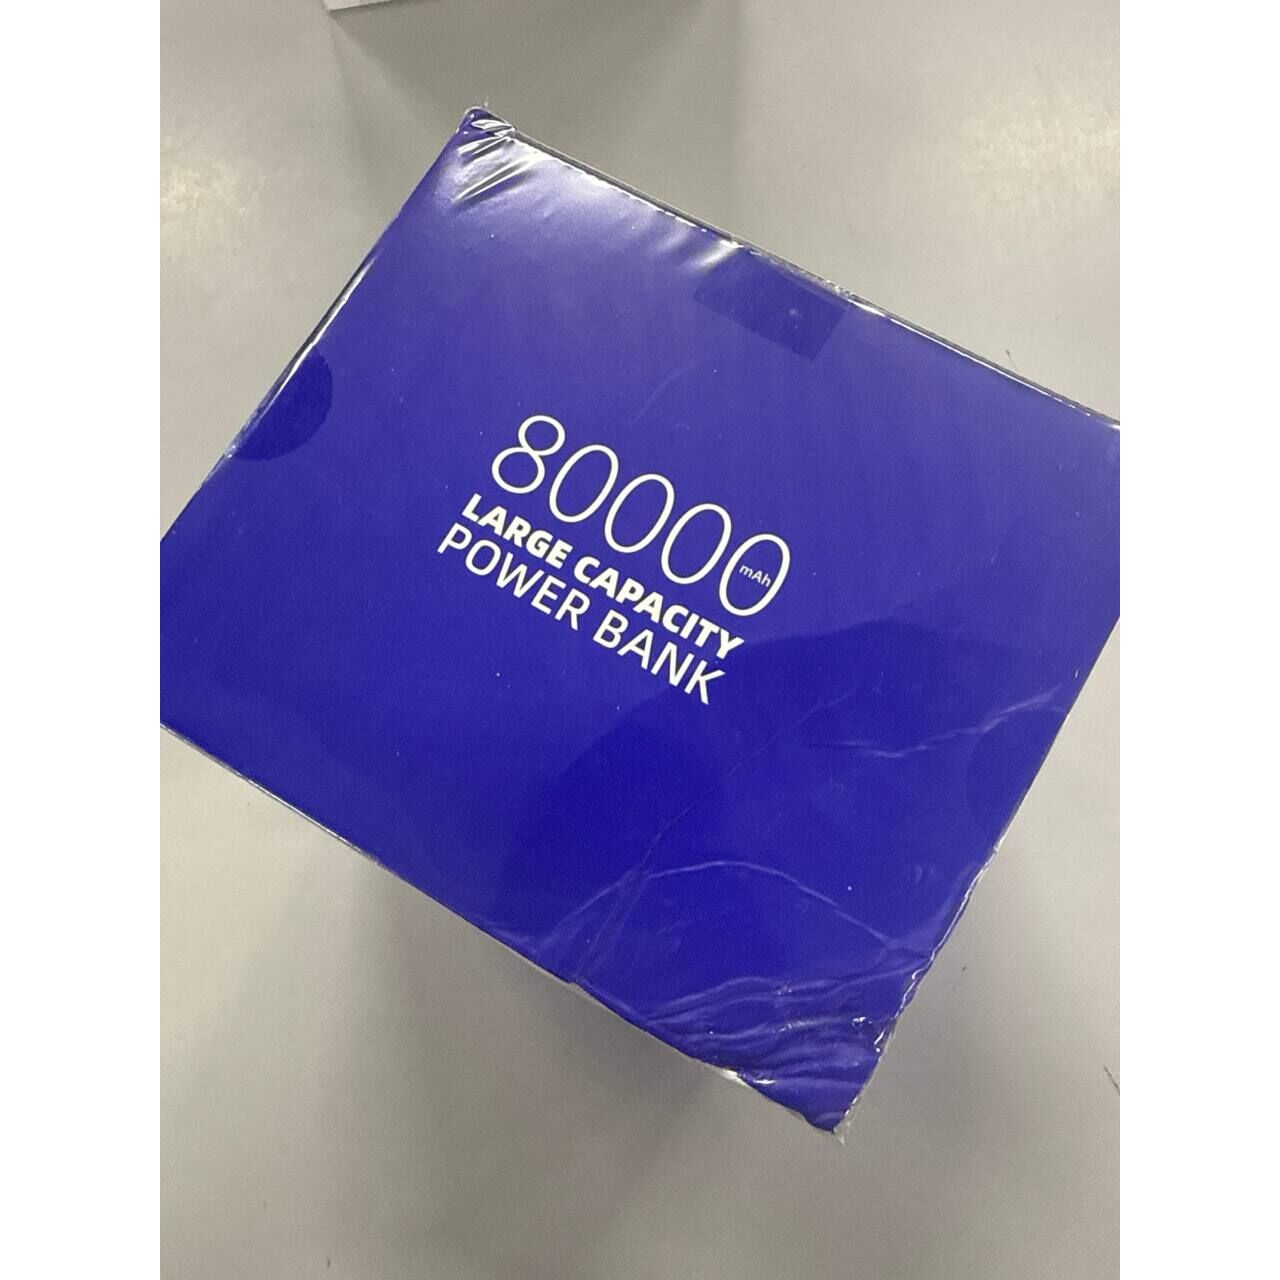 80000 mAh
LARGE CAPACITY
POWER BANK